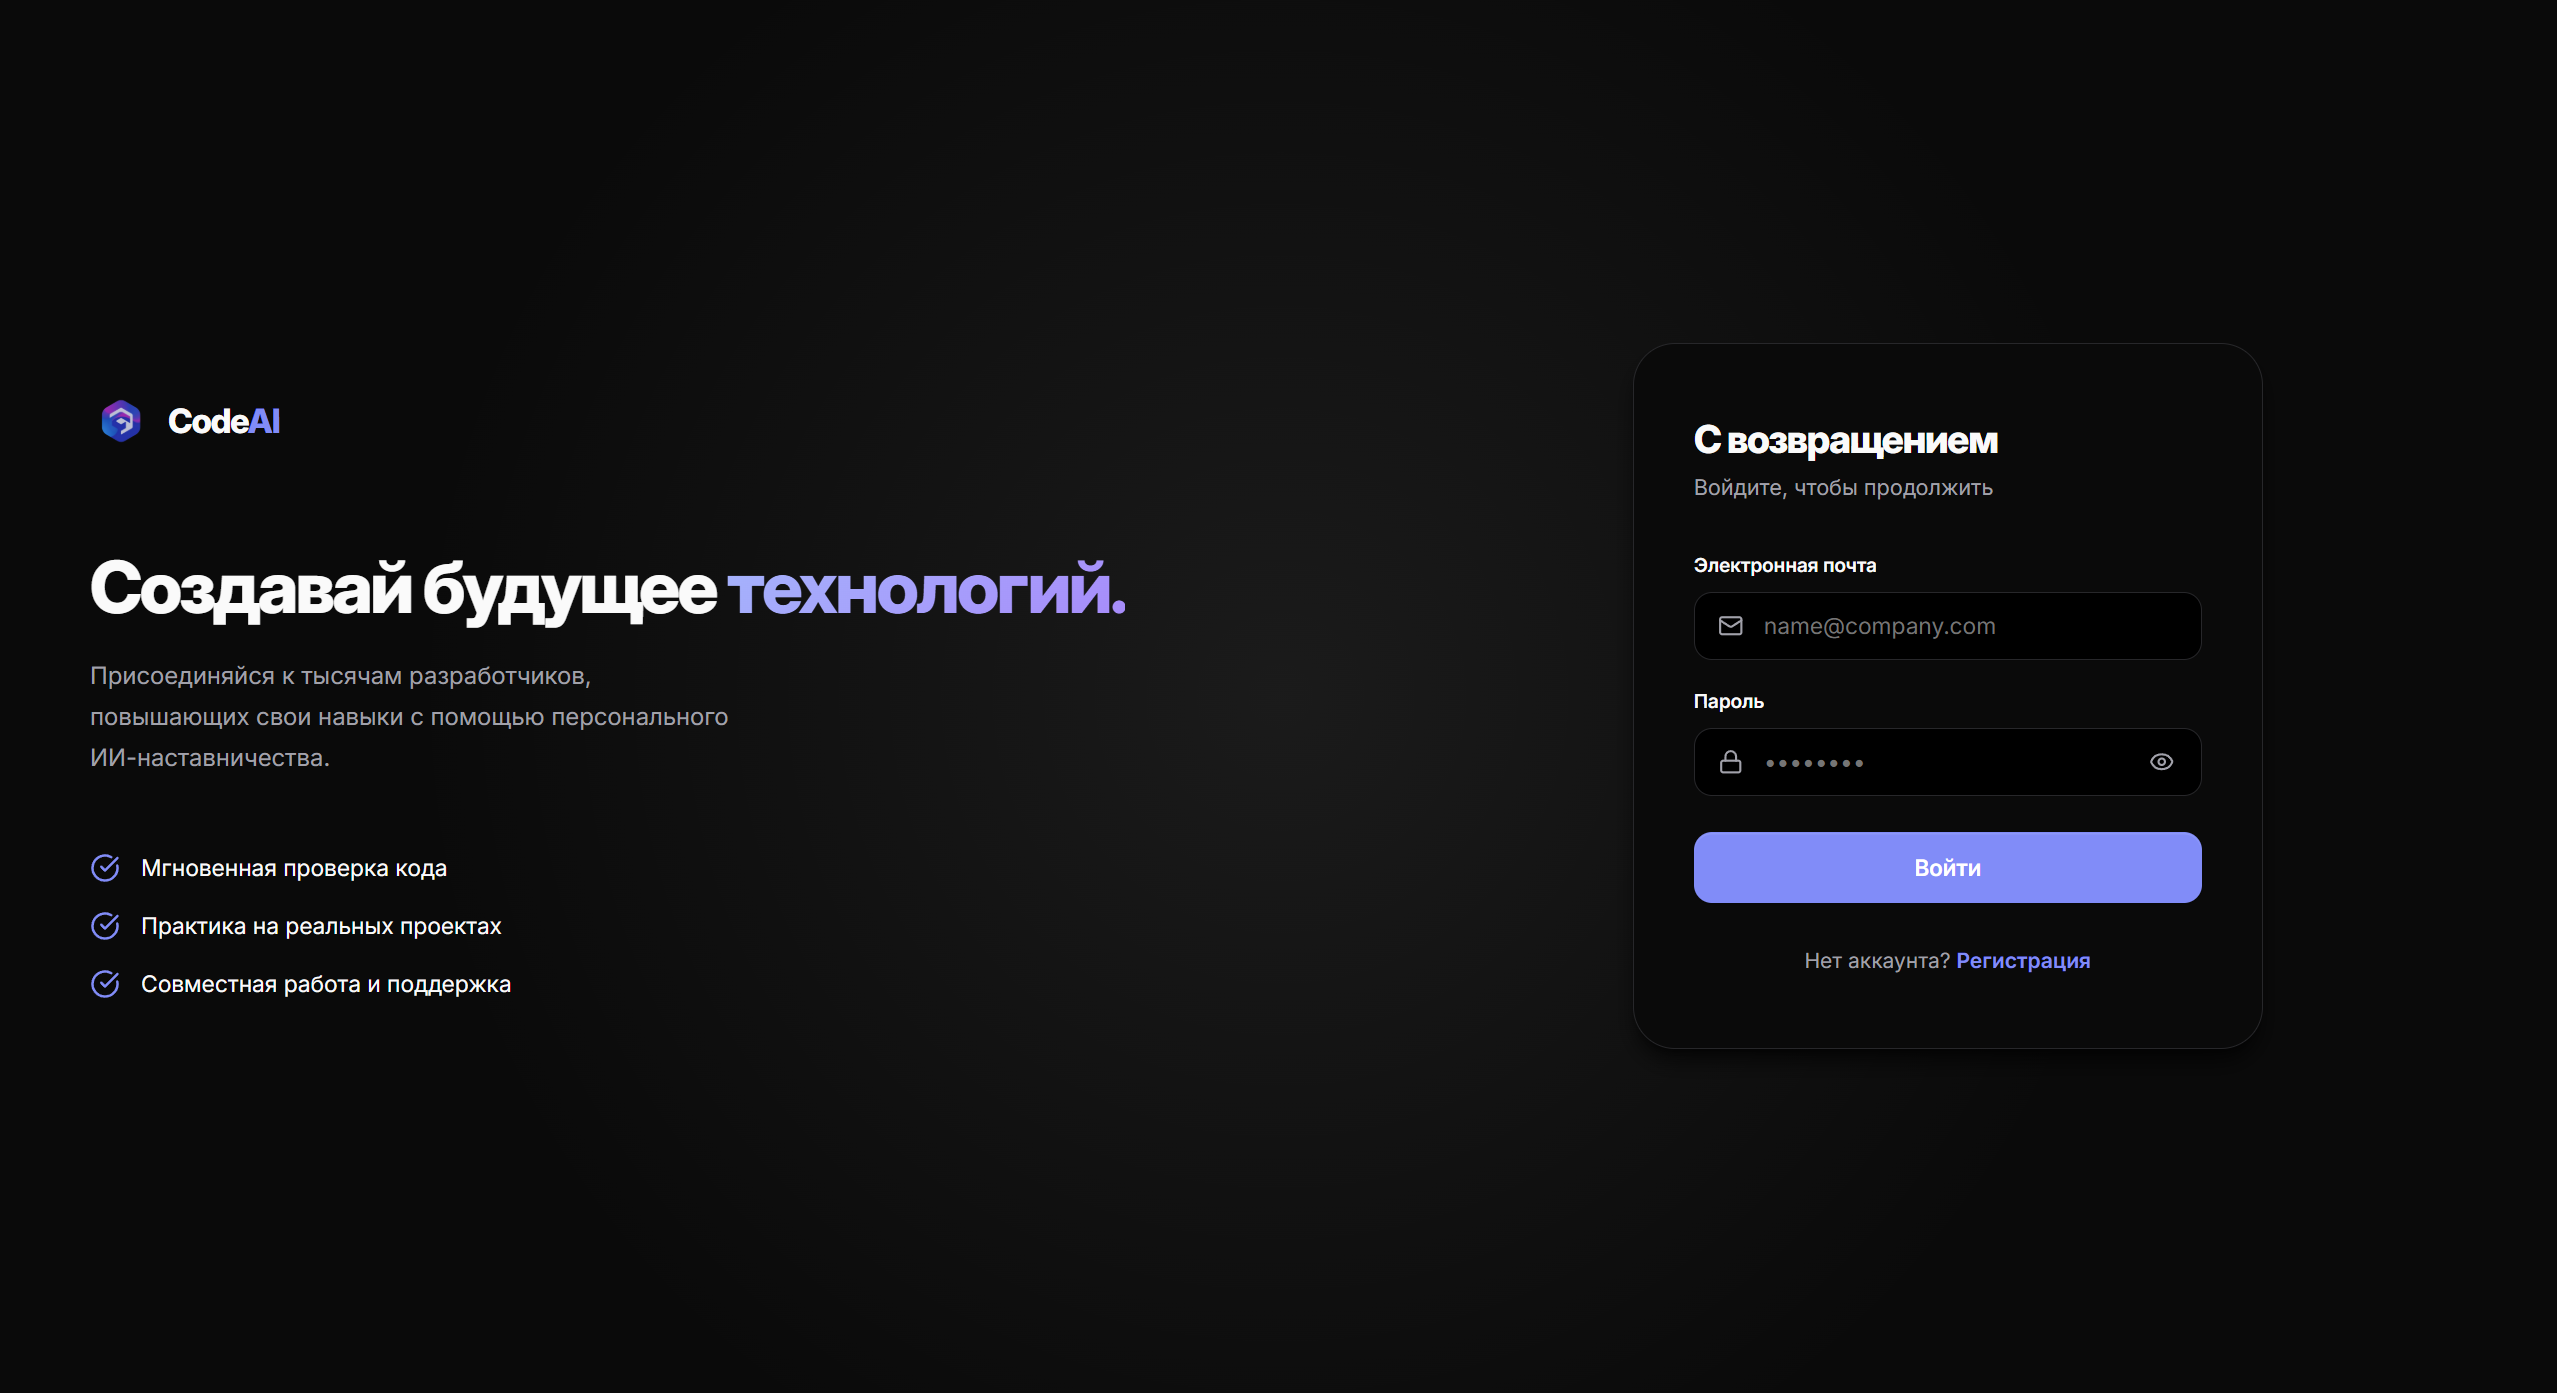 CodeAI
Создавай будущее технологий.
Присоединяйся к тысячам разработчиков,
повышающих свои навыки с помощью персонального
ИИ-наставничества.
Мгновенная проверка кода
Практика на реальных проектах
Совместная работа и поддержка
С возвращением
Войдите, чтобы продолжить
Электронная почта
name@company.com
Пароль
••••••••
Войти
Нет аккаунта? Регистрация